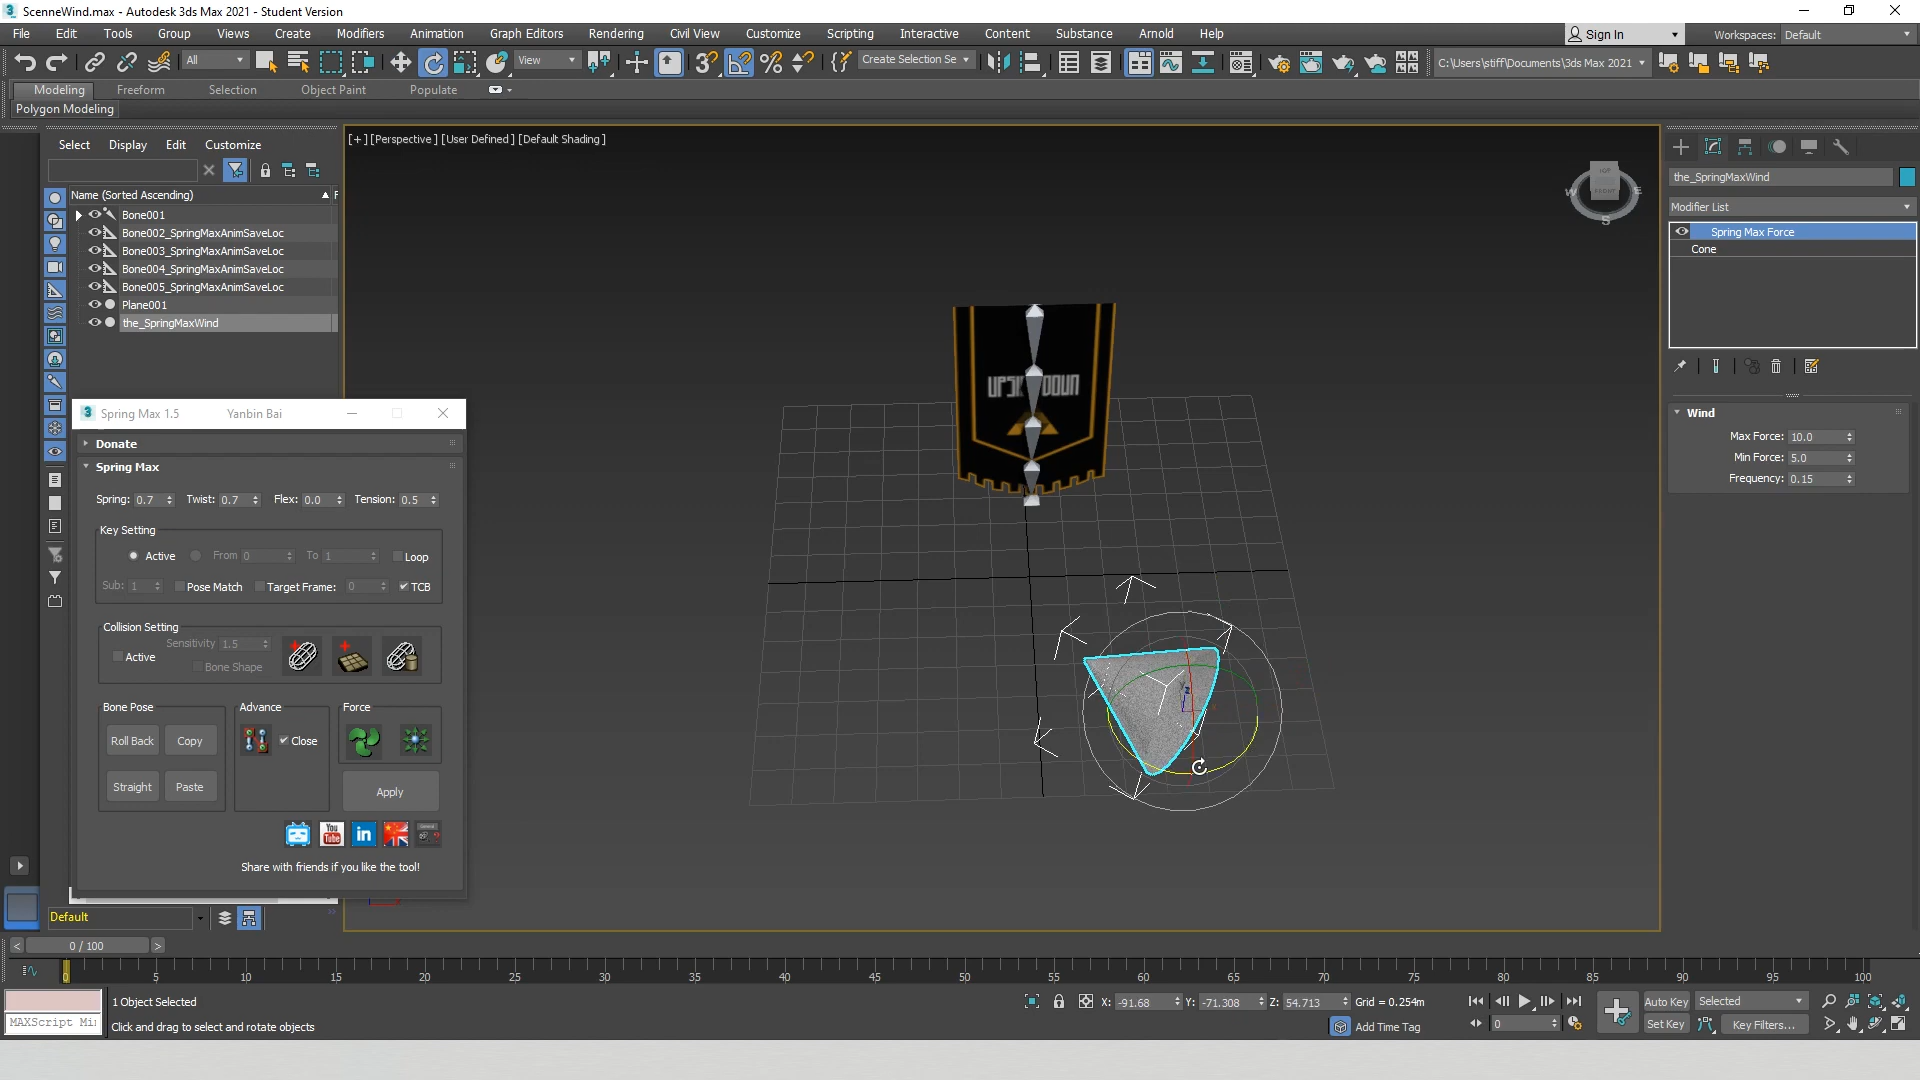 ScenneWind.max - Autodesk 3ds Max 2021 - Student Version
File Edit Tools Group Views Create Modifiers Animation Graph Editors Rendering Civil View Customize Scripting Interactive Content Substance Arnold Help
Sign In
Workspaces: Default
All
View
Create Selection Se
C:\Users\stiff\Documents\3ds Max 2021
Modeling Freeform Selection Object Paint Populate
Polygon Modeling
Select Display Edit Customize
Name (Sorted Ascending)
Bone001
Bone002_SpringMaxAnimSaveLoc
Bone003_SpringMaxAnimSaveLoc
Bone004_SpringMaxAnimSaveLoc
Bone005_SpringMaxAnimSaveLoc
Plane001
the_SpringMaxWind
[+] [Perspective] [User Defined] [Default Shading]
W
E
S
the_SpringMaxWind
Modifier List
Spring Max Force
Cone
Wind
Max Force: 10.0
Min Force: 5.0
Frequency: 0.15
Spring Max 1.5 Yanbin Bai
Donate
Spring Max
Spring: 0.7 Twist: 0.7 Flex: 0.0 Tension: 0.5
Key Setting
Active From 0 To 1 Loop
Sub: 1 Pose Match Target Frame: 0 TCB
Collision Setting
Sensitivity 1.5
Active
Bone Shape
Bone Pose Advance Force
Roll Back Copy Close
Straight Paste Apply
You Tube in
Share with friends if you like the tool!
Default
0 / 100
0 5 10 15 20 25 30 35 40 45 50 55 60 65 70 75 80 85 90 95 100
1 Object Selected
X: -91.68 Y: -71.308 Z: 54.713 Grid = 0.254m
Auto Key Selected
MAXScript Mi
Click and drag to select and rotate objects
Add Time Tag
0
Set Key Key Filters...